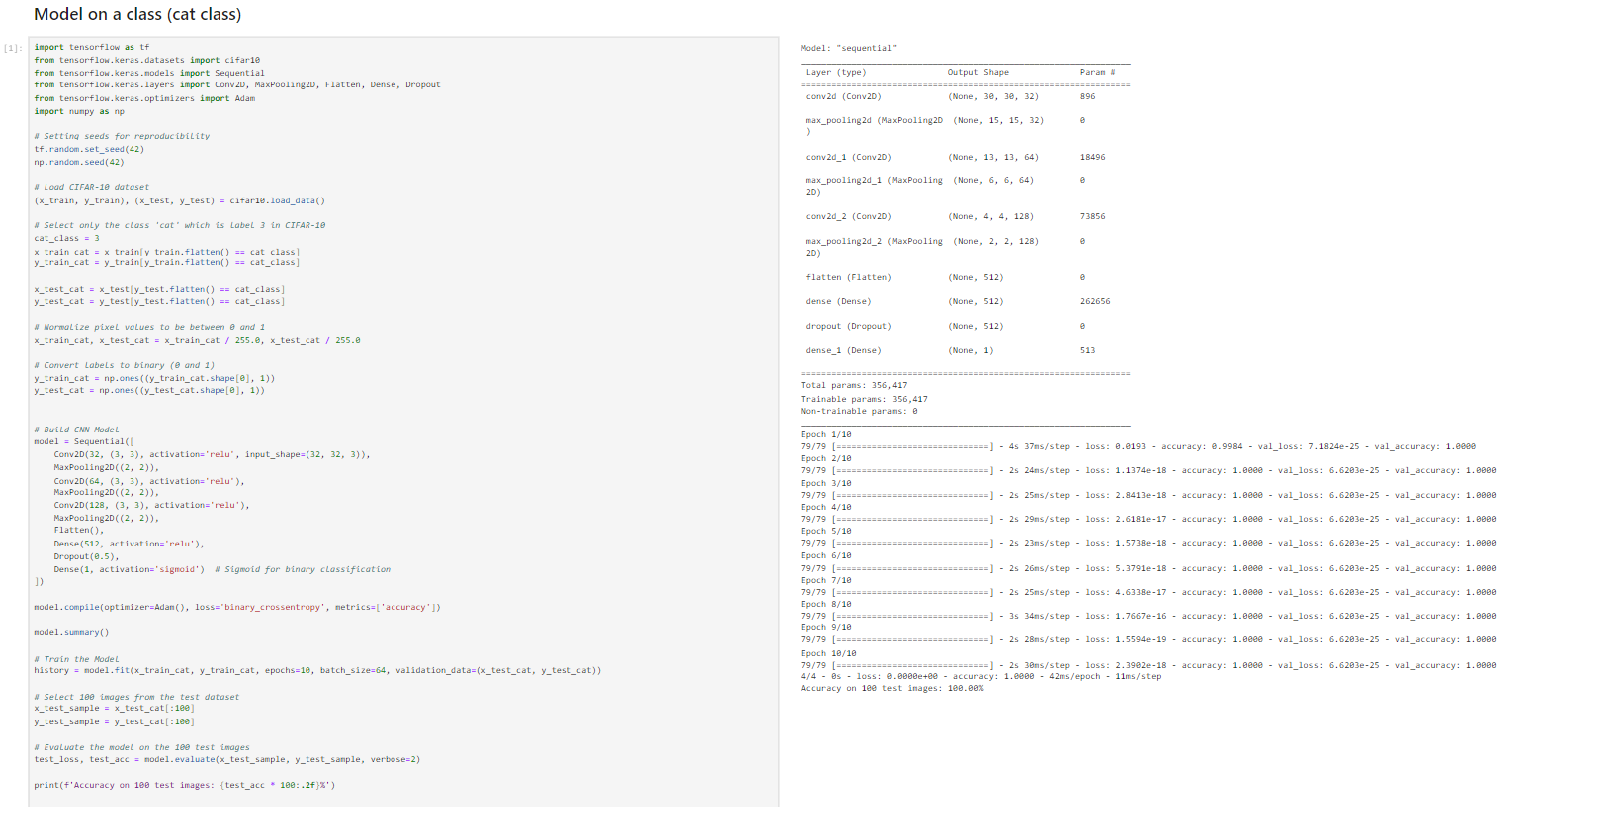 Model on a class (cat class)
[1]:
import tensorflow as tf
from tensorflow.keras.datasets import cifar10
from tensorflow.keras.models import Sequential
from tensorflow.keras.layers import Conv2D, MaxPooling2D, Flatten, Dense, Dropout
from tensorflow.keras.optimizers import Adam
import numpy as np
# Setting seeds for reproducibility
tf.random.set_seed(42)
np.random.seed(42)
# Load CIFAR-10 dataset
(x_train, y_train), (x_test, y_test) = cifar10.load_data()
# Select only the class 'cat' which is label 3 in CIFAR-10
cat_class = 3
x_train_cat = x_train[y_train.flatten() == cat_class]
y_train_cat = y_train[y_train.flatten() == cat_class]
x_test_cat = x_test[y_test.flatten() == cat_class]
y_test_cat = y_test[y_test.flatten() == cat_class]
# Normalize pixel values to be between 0 and 1
x_train_cat, x_test_cat = x_train_cat / 255.0, x_test_cat / 255.0
# Convert labels to binary (0 and 1)
y_train_cat = np.ones((y_train_cat.shape[0], 1))
y_test_cat = np.ones((y_test_cat.shape[0], 1))
# Build CNN Model
model = Sequential([
Conv2D(32, (3, 3), activation='relu', input_shape=(32, 32, 3)),
MaxPooling2D((2, 2)),
Conv2D(64, (3, 3), activation='relu'),
MaxPooling2D((2, 2)),
Conv2D(128, (3, 3), activation='relu'),
MaxPooling2D((2, 2)),
Flatten(),
Dense(512, activation='relu'),
Dropout(0.5),
Dense(1, activation='sigmoid')  # Sigmoid for binary classification
])
model.compile(optimizer=Adam(), loss='binary_crossentropy', metrics=['accuracy'])
model.summary()
# Train the Model
history = model.fit(x_train_cat, y_train_cat, epochs=10, batch_size=64, validation_data=(x_test_cat, y_test_cat))
# Select 100 images from the test dataset
x_test_sample = x_test_cat[:100]
y_test_sample = y_test_cat[:100]
# Evaluate the model on the 100 test images
test_loss, test_acc = model.evaluate(x_test_sample, y_test_sample, verbose=2)
print(f'Accuracy on 100 test images: {test_acc * 100:.2f}%')
Model: "sequential"
Layer (type) Output Shape Param #
conv2d (Conv2D) (None, 30, 30, 32) 896
max_pooling2d (MaxPooling2D (None, 15, 15, 32) 0
)
conv2d_1 (Conv2D) (None, 13, 13, 64) 18496
max_pooling2d_1 (MaxPooling (None, 6, 6, 64) 0
2D)
conv2d_2 (Conv2D) (None, 4, 4, 128) 73856
max_pooling2d_2 (MaxPooling (None, 2, 2, 128) 0
2D)
flatten (Flatten) (None, 512) 0
dense (Dense) (None, 512) 262656
dropout (Dropout) (None, 512) 0
dense_1 (Dense) (None, 1) 513
Total params: 356,417
Trainable params: 356,417
Non-trainable params: 0
Epoch 1/10
79/79 [==============================] - 4s 37ms/step - loss: 0.0193 - accuracy: 0.9984 - val_loss: 7.1824e-25 - val_accuracy: 1.0000
Epoch 2/10
79/79 [==============================] - 2s 24ms/step - loss: 1.1374e-18 - accuracy: 1.0000 - val_loss: 6.6203e-25 - val_accuracy: 1.0000
Epoch 3/10
79/79 [==============================] - 2s 25ms/step - loss: 2.8413e-18 - accuracy: 1.0000 - val_loss: 6.6203e-25 - val_accuracy: 1.0000
Epoch 4/10
79/79 [==============================] - 2s 29ms/step - loss: 2.6181e-17 - accuracy: 1.0000 - val_loss: 6.6203e-25 - val_accuracy: 1.0000
Epoch 5/10
79/79 [==============================] - 2s 23ms/step - loss: 1.5738e-18 - accuracy: 1.0000 - val_loss: 6.6203e-25 - val_accuracy: 1.0000
Epoch 6/10
79/79 [==============================] - 2s 26ms/step - loss: 5.3791e-18 - accuracy: 1.0000 - val_loss: 6.6203e-25 - val_accuracy: 1.0000
Epoch 7/10
79/79 [==============================] - 2s 25ms/step - loss: 4.6338e-17 - accuracy: 1.0000 - val_loss: 6.6203e-25 - val_accuracy: 1.0000
Epoch 8/10
79/79 [==============================] - 3s 34ms/step - loss: 1.7667e-16 - accuracy: 1.0000 - val_loss: 6.6203e-25 - val_accuracy: 1.0000
Epoch 9/10
79/79 [==============================] - 2s 28ms/step - loss: 1.5594e-19 - accuracy: 1.0000 - val_loss: 6.6203e-25 - val_accuracy: 1.0000
Epoch 10/10
79/79 [==============================] - 2s 30ms/step - loss: 2.3902e-18 - accuracy: 1.0000 - val_loss: 6.6203e-25 - val_accuracy: 1.0000
4/4 - 0s - loss: 0.0000e+00 - accuracy: 1.0000 - 42ms/epoch - 11ms/step
Accuracy on 100 test images: 100.00%